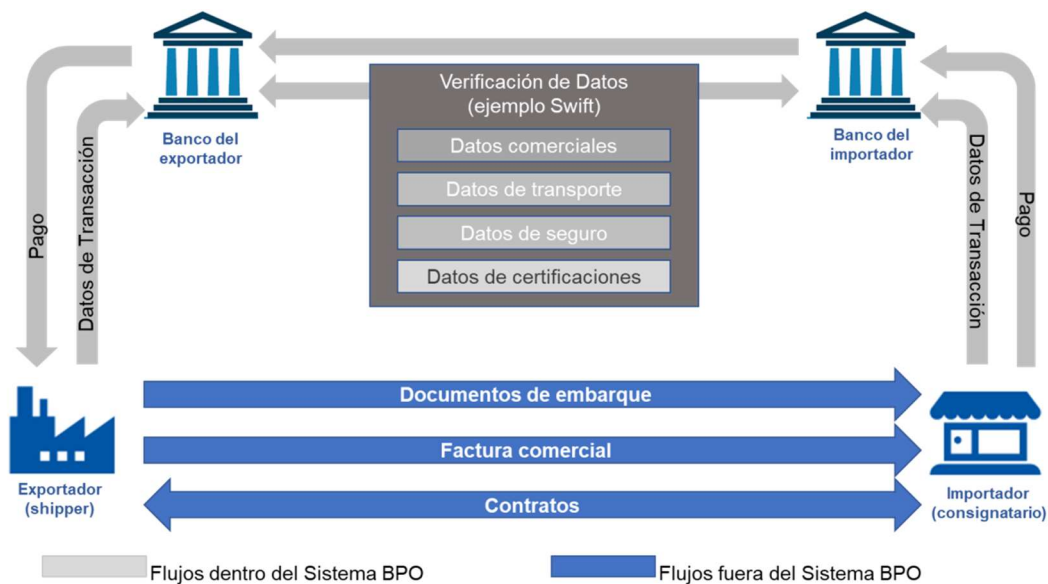 Verificación de Datos
(ejemplo Swift)
Datos comerciales
Datos de transporte
Datos de seguro
Datos de certificaciones
Banco del
exportador
Banco del
importador
Pago
Datos de Transacción
Datos de Transacción
Pago
Documentos de embarque
Factura comercial
Contratos
Exportador
(shipper)
Importador
(consignatario)
Flujos dentro del Sistema BPO
Flujos fuera del Sistema BPO